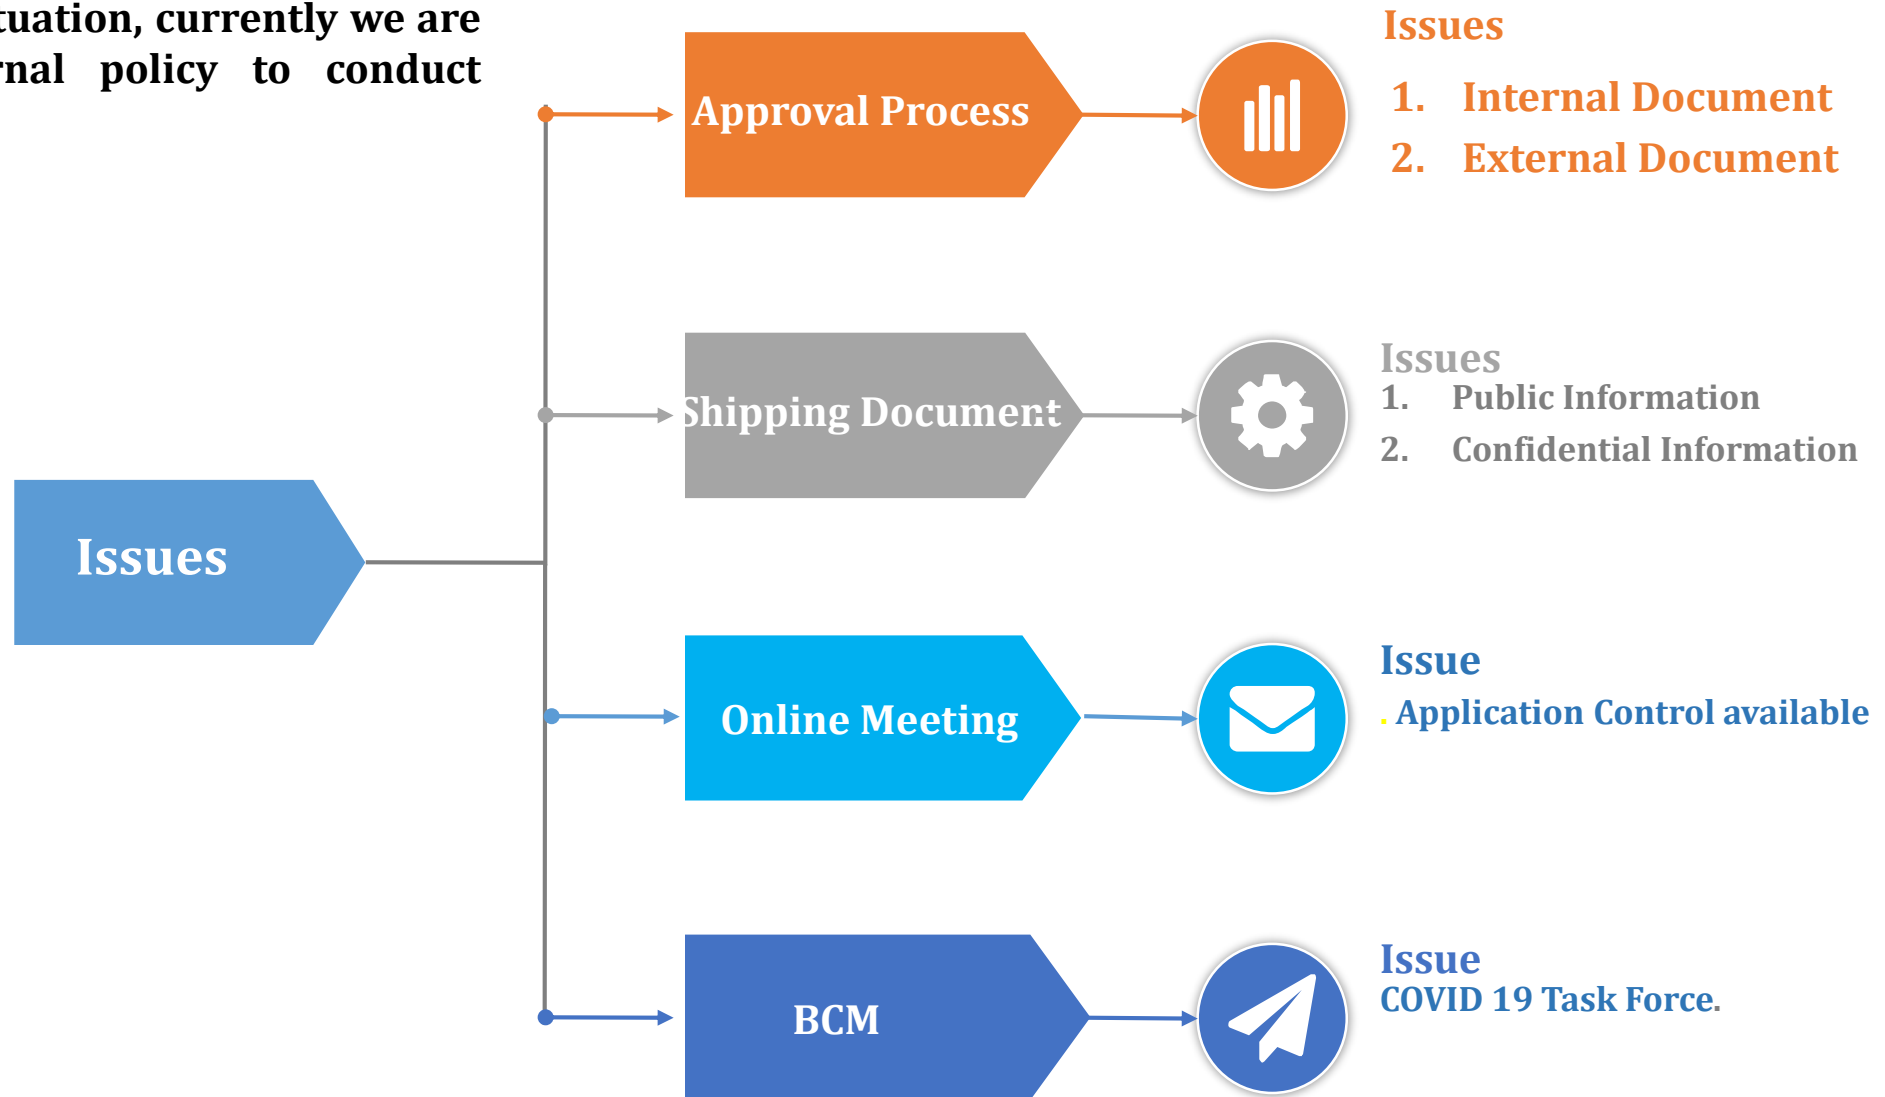 tuation, currently we are
rnal policy to conduct
Issues
Approval Process
Issues
1. Internal Document
2. External Document
Shipping Document
Issues
1. Public Information
2. Confidential Information
Online Meeting
Issue
. Application Control available
BCM
Issue
COVID 19 Task Force.